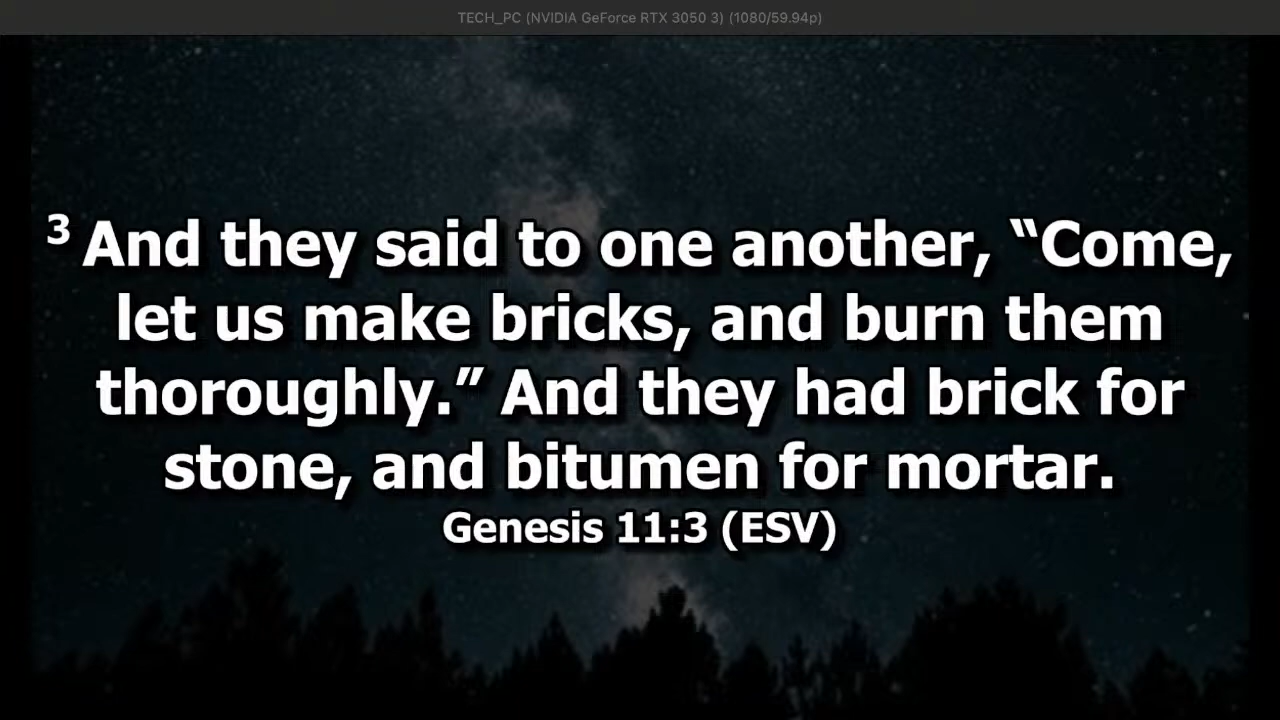 TECH_PC (NVIDIA GeForce RTX 3050 3) (1080/59.94p)
3 And they said to one another, “Come,
let us make bricks, and burn them
thoroughly.” And they had brick for
stone, and bitumen for mortar.
Genesis 11:3 (ESV)